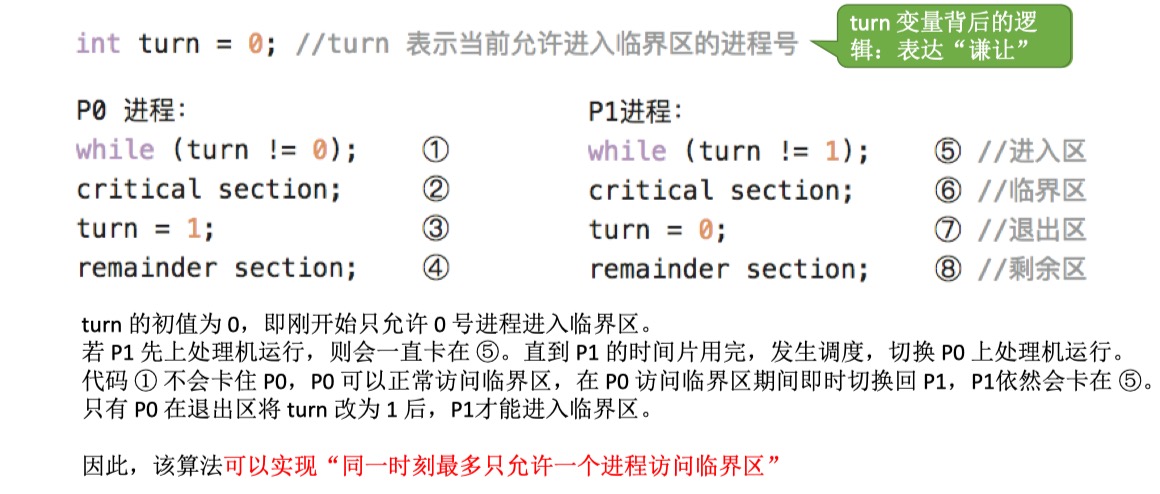 int turn = 0; //turn 表示当前允许进入临界区的进程号
turn 变量背后的逻
辑：表达“谦让”
P0 进程：
while (turn != 0); ①
critical section; ②
turn = 1; ③
remainder section; ④
P1进程：
while (turn != 1); ⑤ //进入区
critical section; ⑥ //临界区
turn = 0; ⑦ //退出区
remainder section; ⑧ //剩余区
turn 的初值为 0，即刚开始只允许 0 号进程进入临界区。
若 P1 先上处理机运行，则会一直卡在 ⑤。直到 P1 的时间片用完，发生调度，切换 P0 上处理机运行。
代码 ① 不会卡住 P0，P0 可以正常访问临界区，在 P0 访问临界区期间即时切换回 P1，P1依然会卡在 ⑤。
只有 P0 在退出区将 turn 改为 1 后，P1才能进入临界区。
因此，该算法可以实现“同一时刻最多只允许一个进程访问临界区”